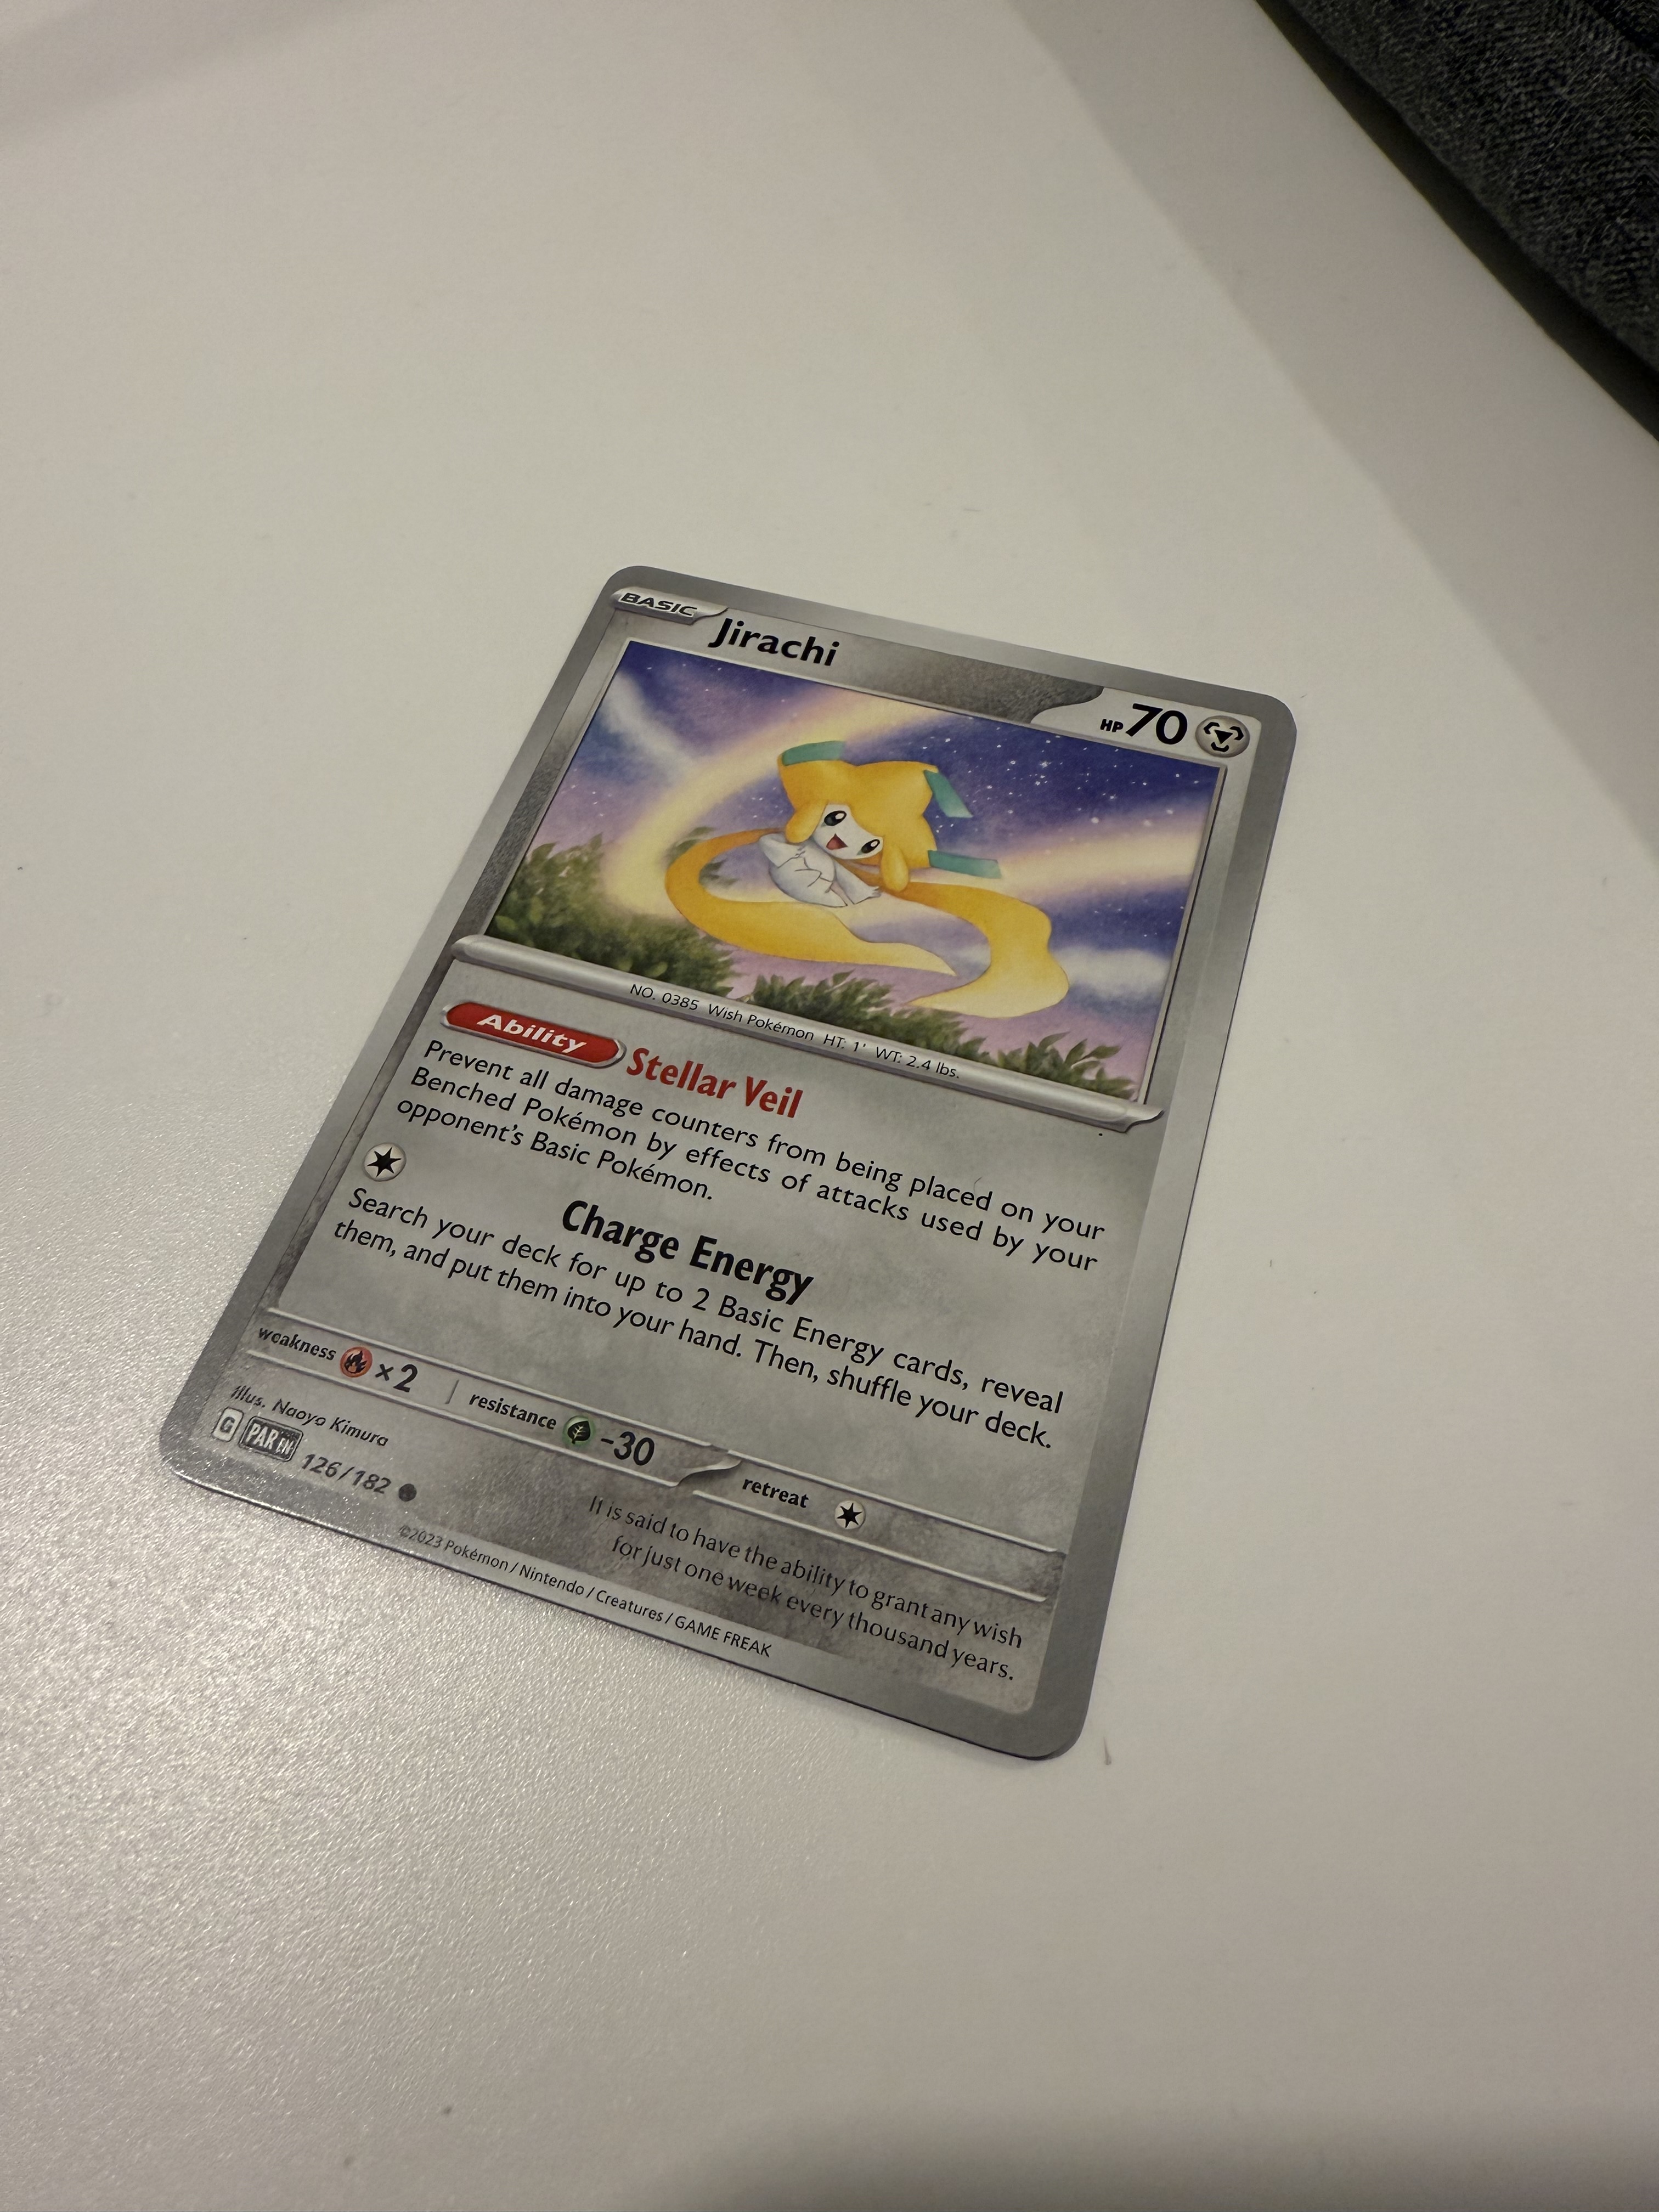 BASIC
Jirachi
HP 70
NO. 0385 Wish Pokémon HT: 1' WT: 2.4 lbs.
Ability Stellar Veil
Prevent all damage counters from being placed on your
Benched Pokémon by effects of attacks used by your
opponent's Basic Pokémon.
Charge Energy
Search your deck for up to 2 Basic Energy cards, reveal
them, and put them into your hand. Then, shuffle your deck.
weakness ×2 resistance -30 retreat
Illus. Naoyo Kimura
G PAR EN 126/182
It is said to have the ability to grant any wish
for just one week every thousand years.
©2023 Pokémon / Nintendo / Creatures / GAME FREAK